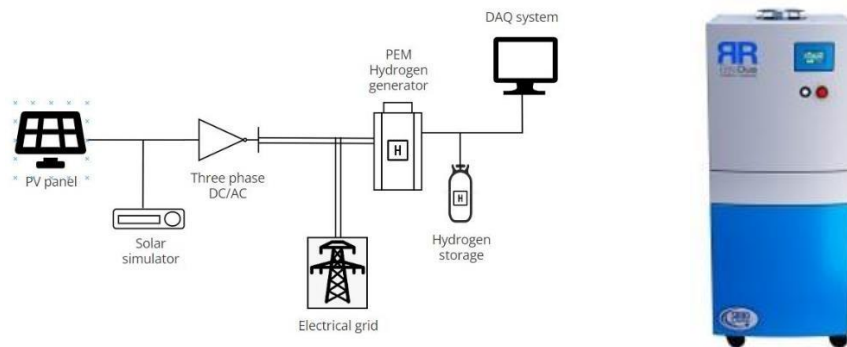 DAQ system
PEM
Hydrogen
generator
H
PV panel
Three phase
DC/AC
Solar
simulator
H
Hydrogen
storage
Electrical grid
RR